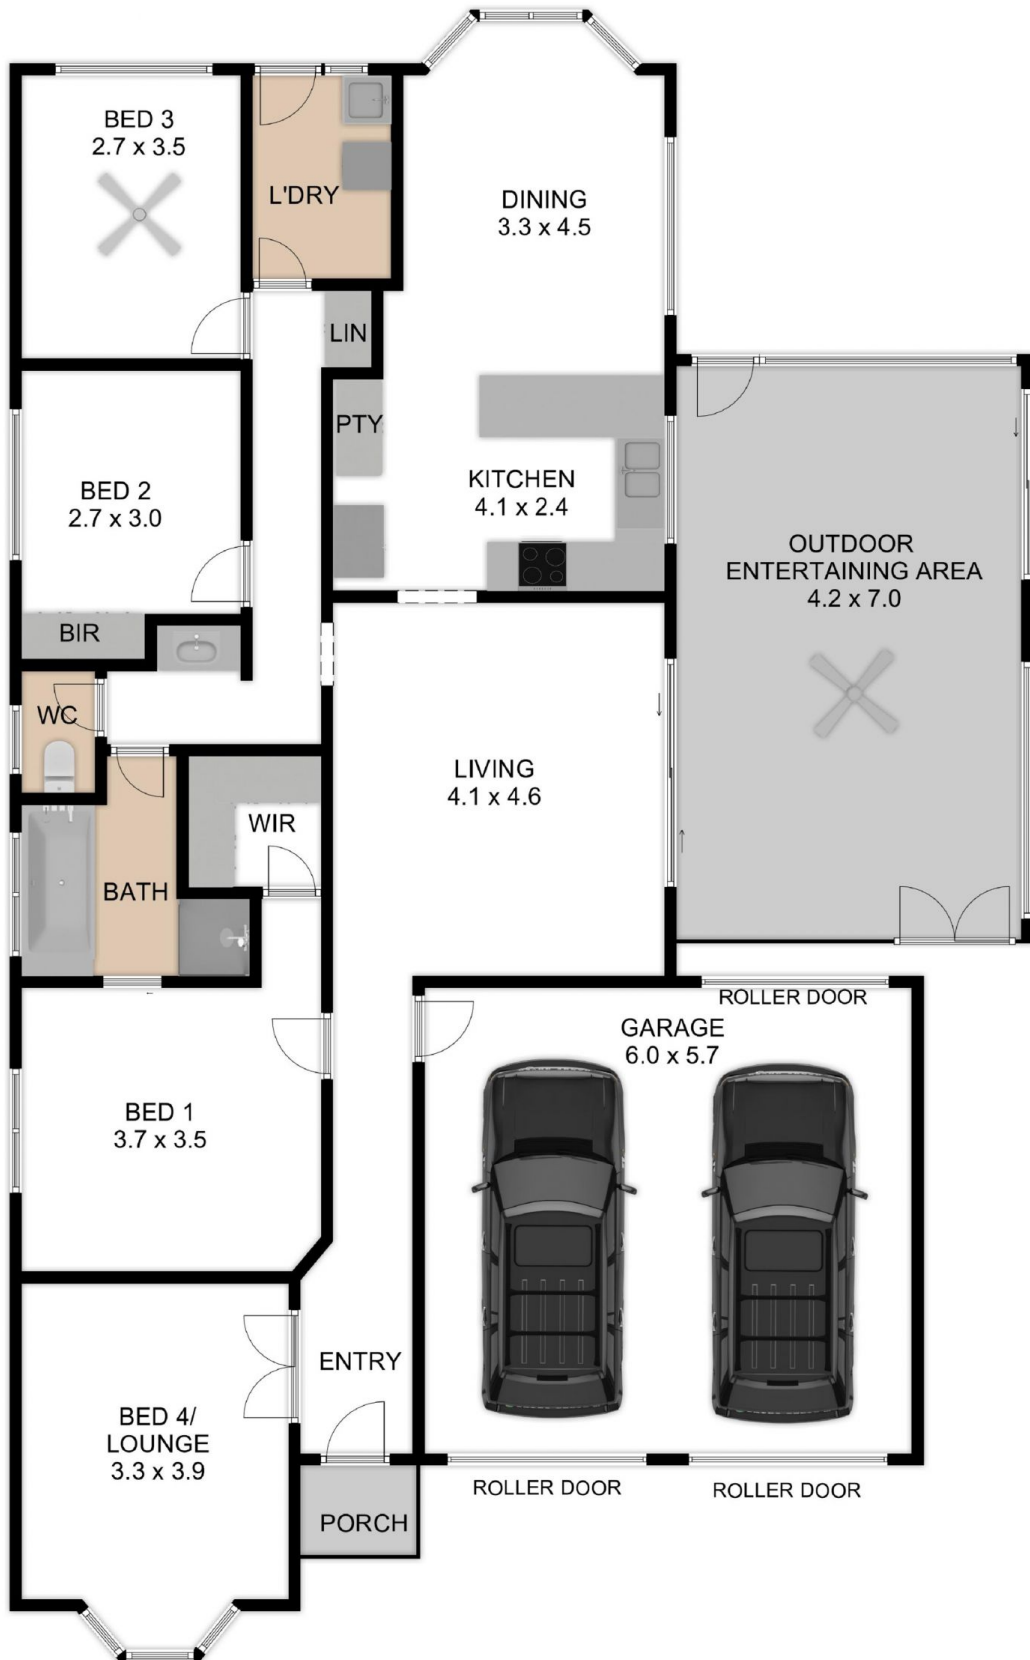 BED 3
2.7 x 3.5
L'DRY
DINING
3.3 x 4.5
LIN
PTY
KITCHEN
4.1 x 2.4
BED 2
2.7 x 3.0
OUTDOOR
ENTERTAINING AREA
4.2 x 7.0
BIR
WC
LIVING
4.1 x 4.6
WIR
BATH
ROLLER DOOR
GARAGE
6.0 x 5.7
BED 1
3.7 x 3.5
ENTRY
BED 4/
LOUNGE
3.3 x 3.9
ROLLER DOOR
ROLLER DOOR
PORCH